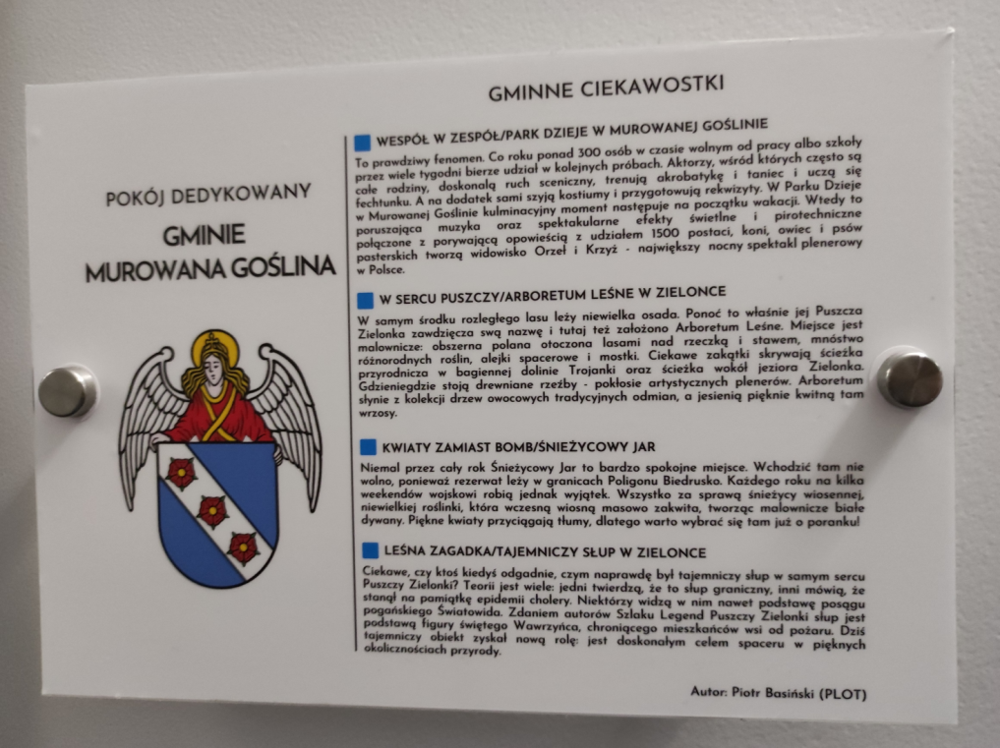 POKÓJ DEDYKOWANY
GMINIE
MUROWANA GOŚLINA
GMINNE CIEKAWOSTKI
WESPÓŁ W ZESPÓŁ/PARK DZIEJE W MUROWANEJ GOŚLINIE
To prawdziwy fenomen. Co roku ponad 300 osób w czasie wolnym od pracy albo szkoły
przez wiele tygodni bierze udział w kolejnych próbach. Aktorzy, wśród których często są
całe rodziny, doskonalą ruch sceniczny, trenują akrobatykę i taniec i uczą się
fechtunku. A na dodatek sami szyją kostiumy i przygotowują rekwizyty. W Parku Dzieje
w Murowanej Goślinie kulminacyjny moment następuje na początku wakacji. Wtedy to
poruszająca muzyka oraz spektakularne efekty świetlne i pirotechniczne
połączone z porywającą opowieścią z udziałem 1500 postaci, koni, owiec i psów
pasterskich tworzą widowisko Orzeł i Krzyż - największy nocny spektakl plenerowy
w Polsce.
W SERCU PUSZCZY/ARBORETUM LEŚNE W ZIELONCE
W samym środku rozległego lasu leży niewielka osada. Ponoć to właśnie jej Puszcza
Zielonka zawdzięcza swą nazwę i tutaj też założono Arboretum Leśne. Miejsce jest
malownicze: obszerna polana otoczona lasami nad rzeczką i stawem, mnóstwo
różnorodnych roślin, alejki spacerowe i mostki. Ciekawe zakątki skrywają ścieżka
przyrodnicza w bagiennej dolinie Trojanki oraz ścieżka wokół jeziora Zielonka.
Gdzieniegdzie stoją drewniane rzeźby - pokłosie artystycznych plenerów. Arboretum
słynie z kolekcji drzew owocowych tradycyjnych odmian, a jesienią pięknie kwitną tam
wrzosy.
KWIATY ZAMIAST BOMB/ŚNIEŻYCOWY JAR
Niemal przez cały rok Śnieżycowy Jar to bardzo spokojne miejsce. Wchodzić tam nie
wolno, ponieważ rezerwat leży w granicach Poligonu Biedrusko. Każdego roku na kilka
weekendów wojskowi robią jednak wyjątek. Wszystko za sprawą śnieżycy wiosennej,
niewielkiej roślinki, która wczesną wiosną masowo zakwita, tworząc malownicze białe
dywany. Piękne kwiaty przyciągają tłumy, dlatego warto wybrać się tam już o poranku!
LEŚNA ZAGADKA/TAJEMNICZY SŁUP W ZIELONCE
Ciekawe, czy ktoś kiedyś odgadnie, czym naprawdę był tajemniczy słup w samym sercu
Puszczy Zielonki? Teorii jest wiele: jedni twierdzą, że to słup graniczny, inni mówią, że
stanął na pamiątkę epidemii cholery. Niektórzy widzą w nim nawet podstawę posągu
pogańskiego Światowida. Zdaniem autorów Szlaku Legend Puszczy Zielonki słup jest
podstawą figury świętego Wawrzyńca, chroniącego mieszkańców wsi od pożaru. Dziś
tajemniczy obiekt zyskał nową rolę: jest doskonałym celem spaceru w pięknych
okolicznościach przyrody.
Autor: Piotr Basiński (PLOT)